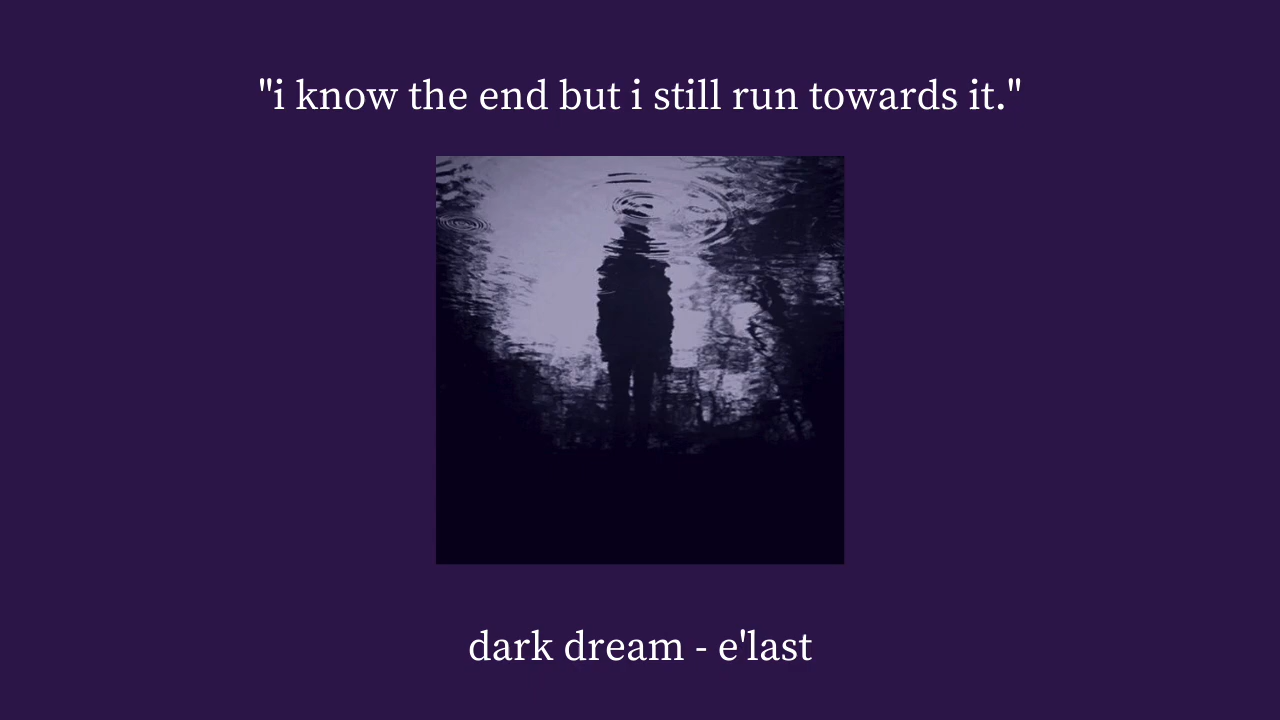 "i know the end but i still run towards it."
dark dream - e'last